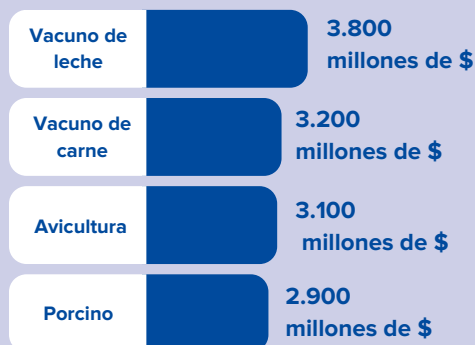 Vacuno de
leche
3.800
millones de $
Vacuno de
carne
3.200
millones de $
Avicultura
3.100
millones de $
Porcino
2.900
millones de $